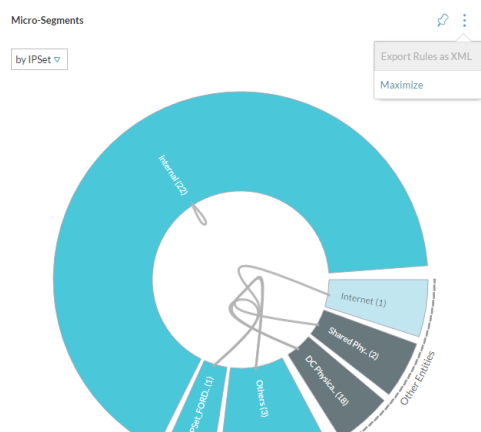 Micro-Segments
by IPSet
Export Rules as XML
Maximize
Internal (22)
Internet (1)
Shared Phy.. (2)
DC Physica.. (18)
Other Entities
Others (3)
PSet_FORD.. (1)